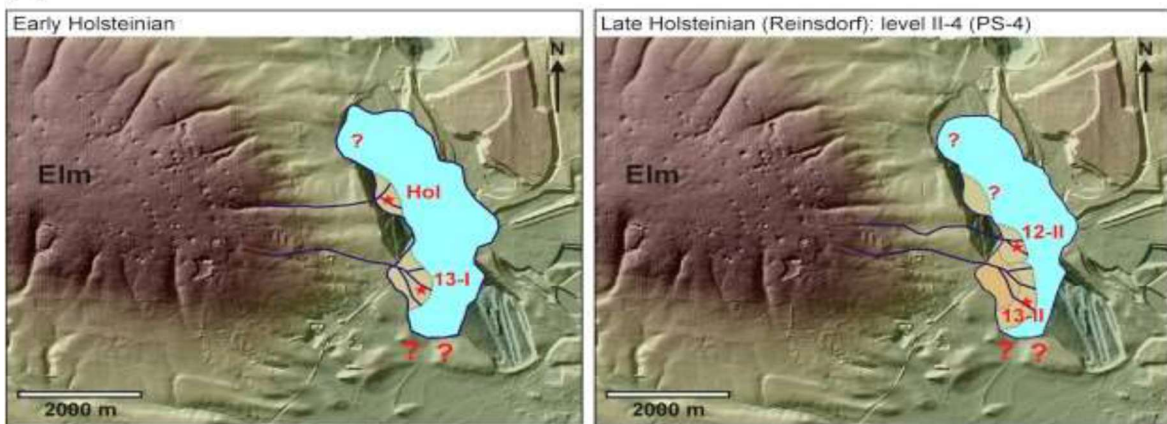 Early Holsteinian
N
Elm
?
Hol
13-I
? ?
2000 m
Late Holsteinian (Reinsdorf): level II-4 (PS-4)
N
Elm
?
?
12-II
13-II
? ?
2000 m